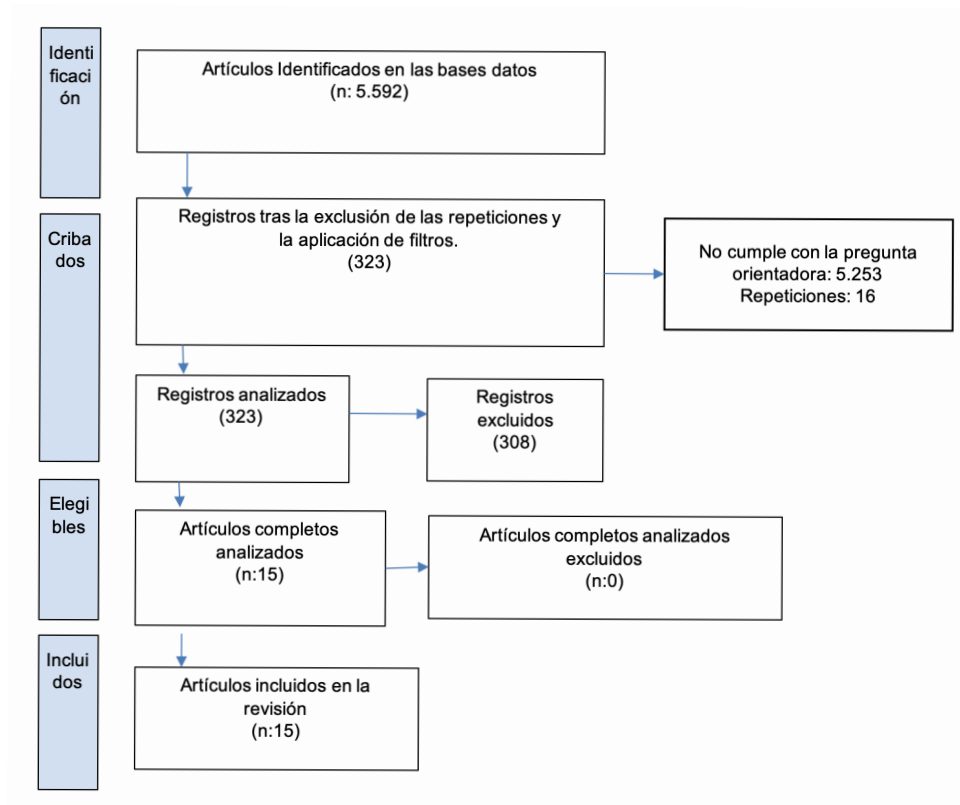 Identi
ficaci
ón
Artículos Identificados en las bases datos
(n: 5.592)
Criba
dos
Registros tras la exclusión de las repeticiones y
la aplicación de filtros.
(323)
No cumple con la pregunta
orientadora: 5.253
Repeticiones: 16
Registros analizados
(323)
Registros
excluidos
(308)
Elegi
bles
Artículos completos
analizados
(n:15)
Artículos completos analizados
excluidos
(n:0)
Inclui
dos
Artículos incluidos en la
revisión
(n:15)